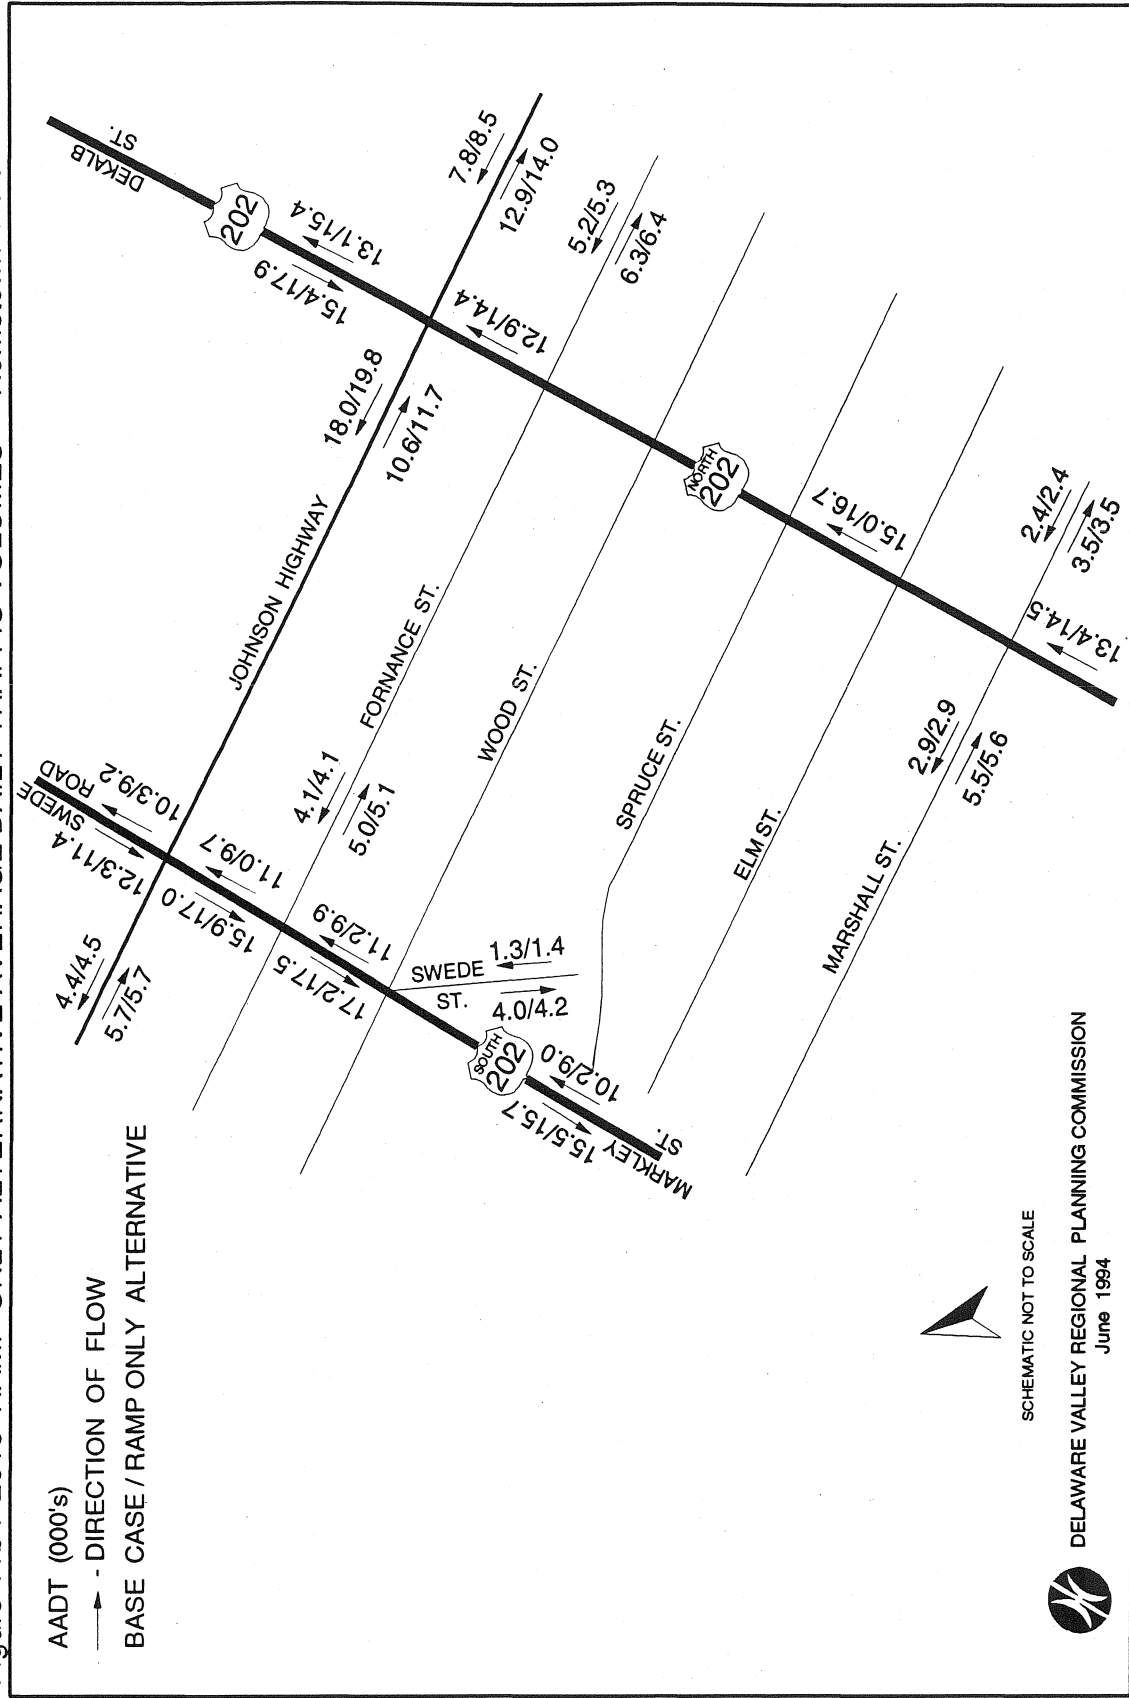 AADT (000's)
- DIRECTION OF FLOW
BASE CASE / RAMP ONLY ALTERNATIVE
DEKALB
ST.
202
15.4/17.9
13.1/15.4
7.8/8.5
12.9/14.0
18.0/19.8
10.6/11.7
12.9/14.4
5.2/5.3
6.3/6.4
JOHNSON HIGHWAY
SWEDE
ROAD
12.3/11.4
10.3/9.2
4.4/4.5
5.7/5.7
15.9/17.0
11.0/9.7
FORNANCE ST.
4.1/4.1
5.0/5.1
17.2/17.5
11.2/9.9
WOOD ST.
SWEDE
ST.
1.3/1.4
4.0/4.2
SOUTH
202
NORTH
202
SPRUCE ST.
10.2/9.0
15.5/15.7
MARKLEY
ST.
15.0/16.7
ELM ST.
MARSHALL ST.
2.9/2.9
5.5/5.6
2.4/2.4
3.5/3.5
13.4/14.5
SCHEMATIC NOT TO SCALE
DELAWARE VALLEY REGIONAL PLANNING COMMISSION
June 1994